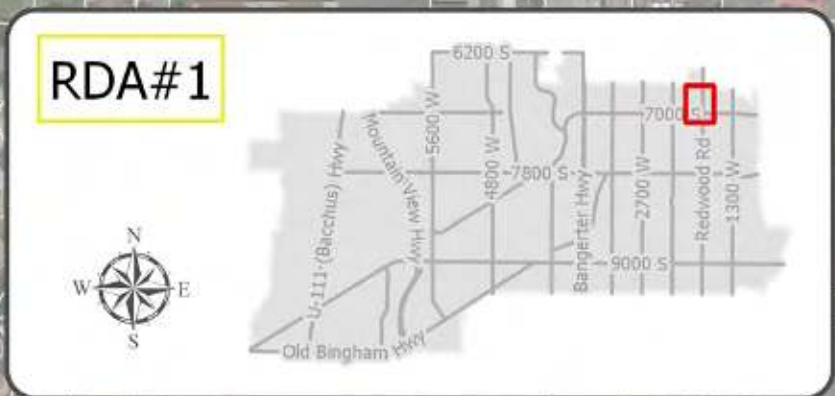 RDA#1
6200 S
7000 S
Mountain View Hwy
5600 W
4800 W
7800 S
Bangerter Hwy
2700 W
Redwood Rd
1300 W
U-111 (Bacchus) Hwy
N
W
E
S
9000 S
Old Bingham Hwy